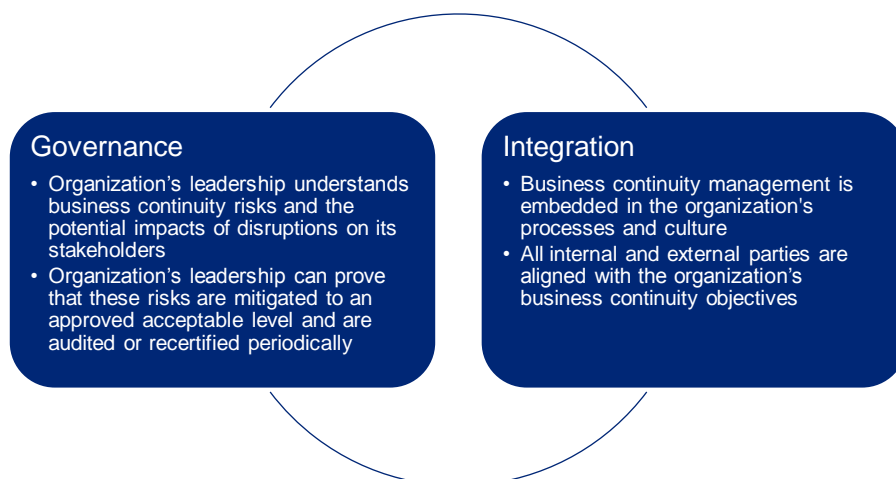 Governance
• Organization’s leadership understands
business continuity risks and the
potential impacts of disruptions on its
stakeholders
• Organization’s leadership can prove
that these risks are mitigated to an
approved acceptable level and are
audited or recertified periodically
Integration
• Business continuity management is
embedded in the organization's
processes and culture
• All internal and external parties are
aligned with the organization’s
business continuity objectives